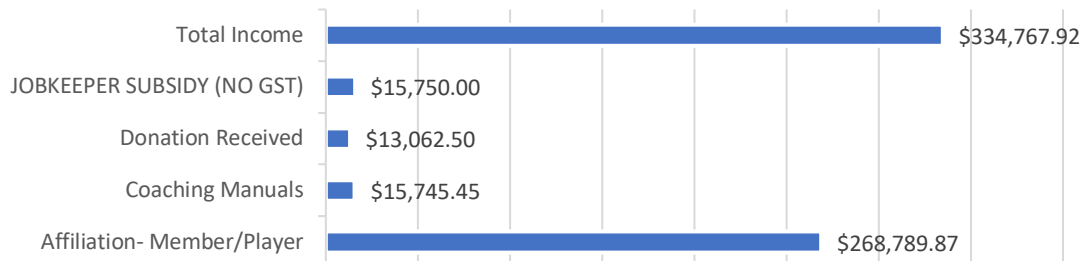 Total Income $334,767.92
JOBKEEPER SUBSIDY (NO GST) $15,750.00
Donation Received $13,062.50
Coaching Manuals $15,745.45
Affiliation- Member/Player $268,789.87